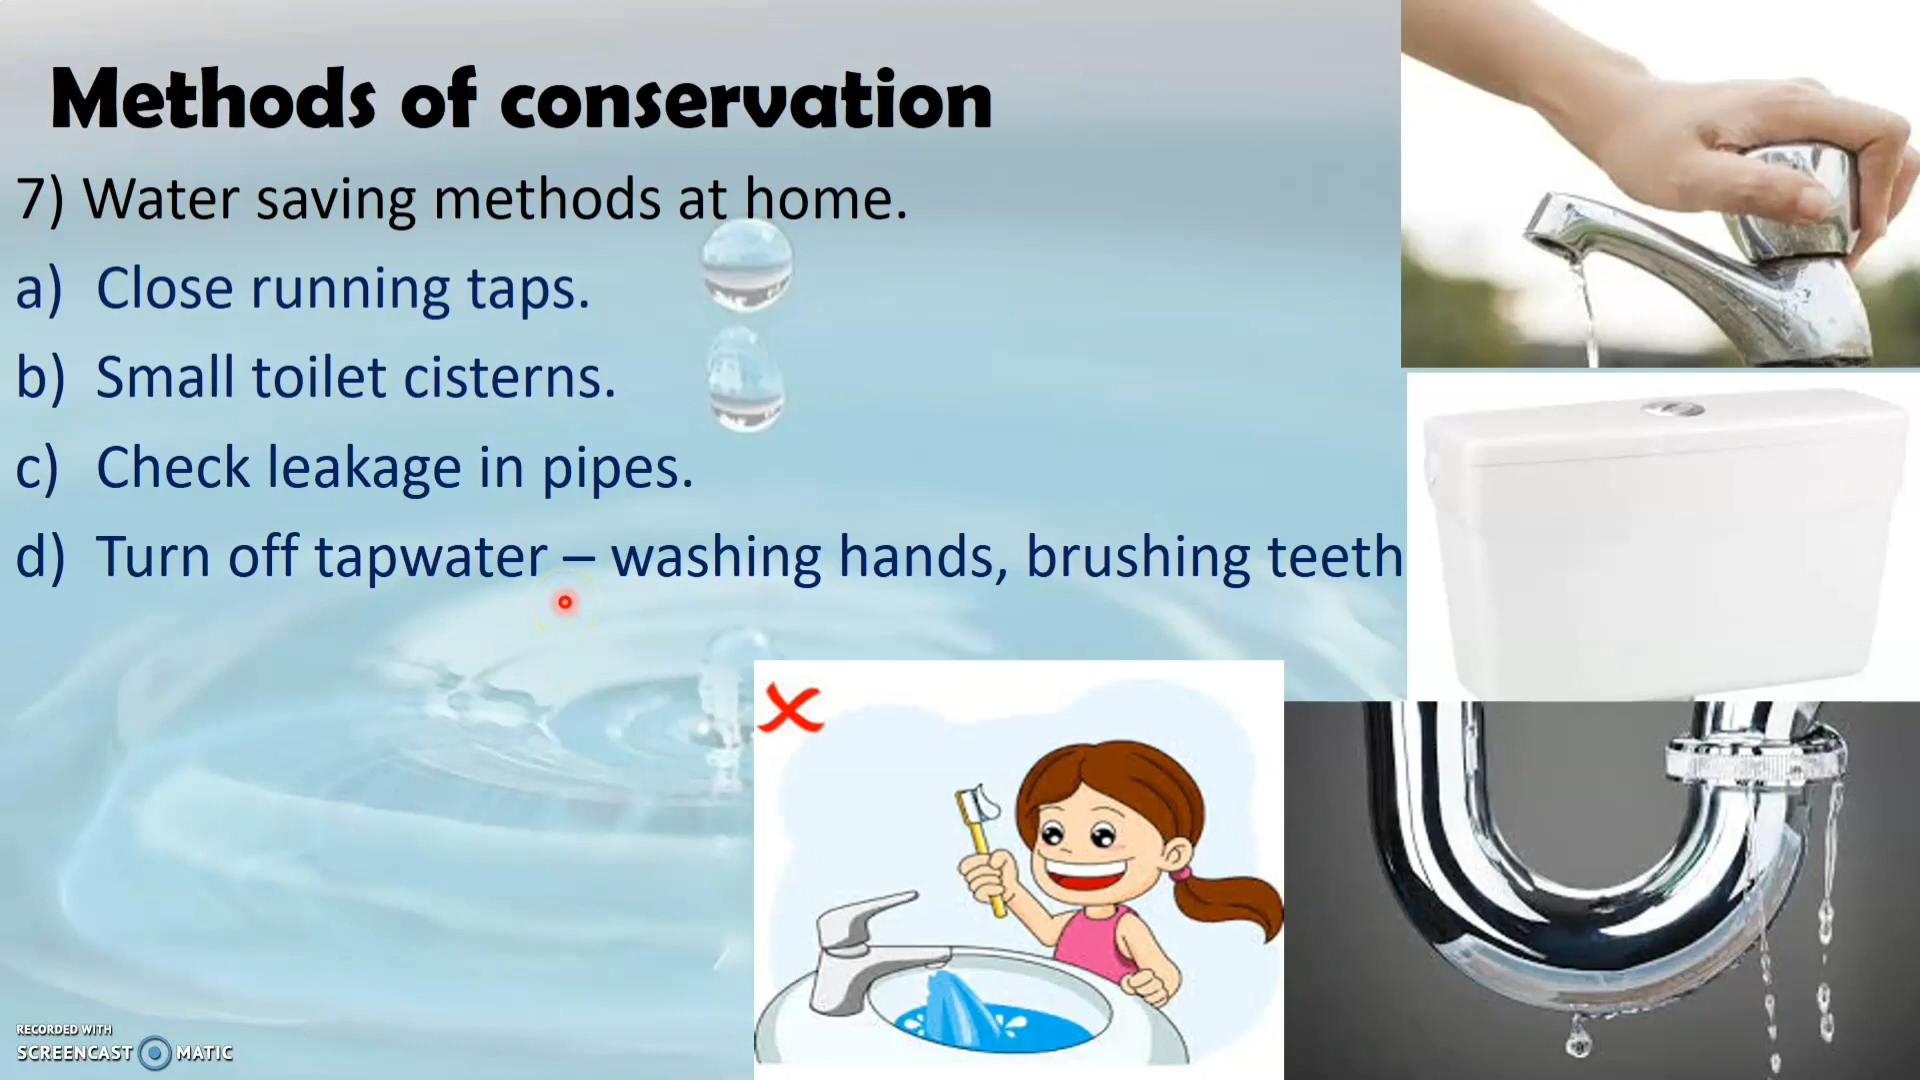 Methods of conservation
7) Water saving methods at home.
a) Close running taps.
b) Small toilet cisterns.
c) Check leakage in pipes.
d) Turn off tapwater – washing hands, brushing teeth
RECORDED WITH
SCREENCAST MATIC